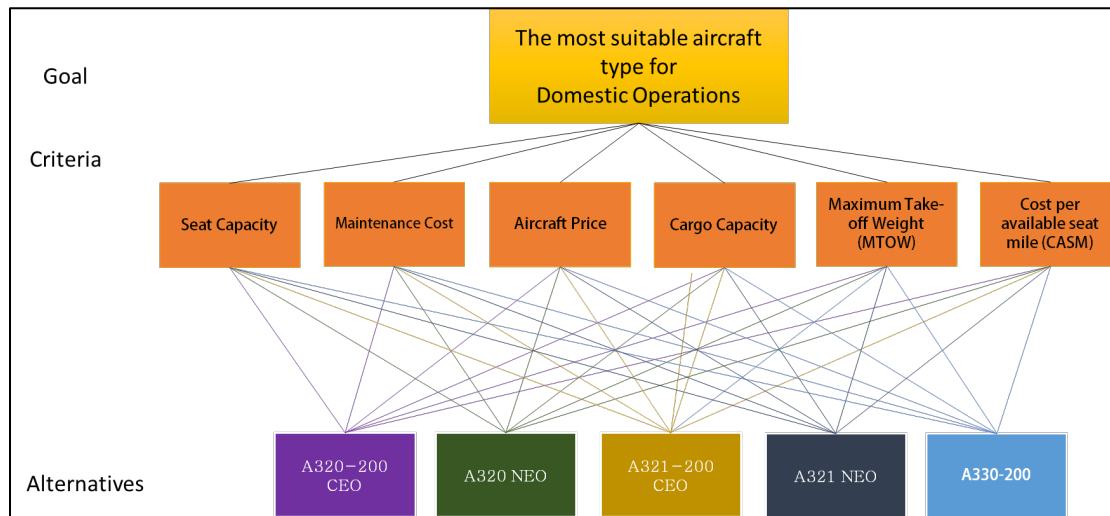 The most suitable aircraft
type for
Domestic Operations
Goal
Criteria
Seat Capacity
Maintenance Cost
Aircraft Price
Cargo Capacity
Maximum Take-
off Weight
(MTOW)
Cost per
available seat
mile (CASM)
Alternatives
A320-200
CEO
A320 NEO
A321-200
CEO
A321 NEO
A330-200